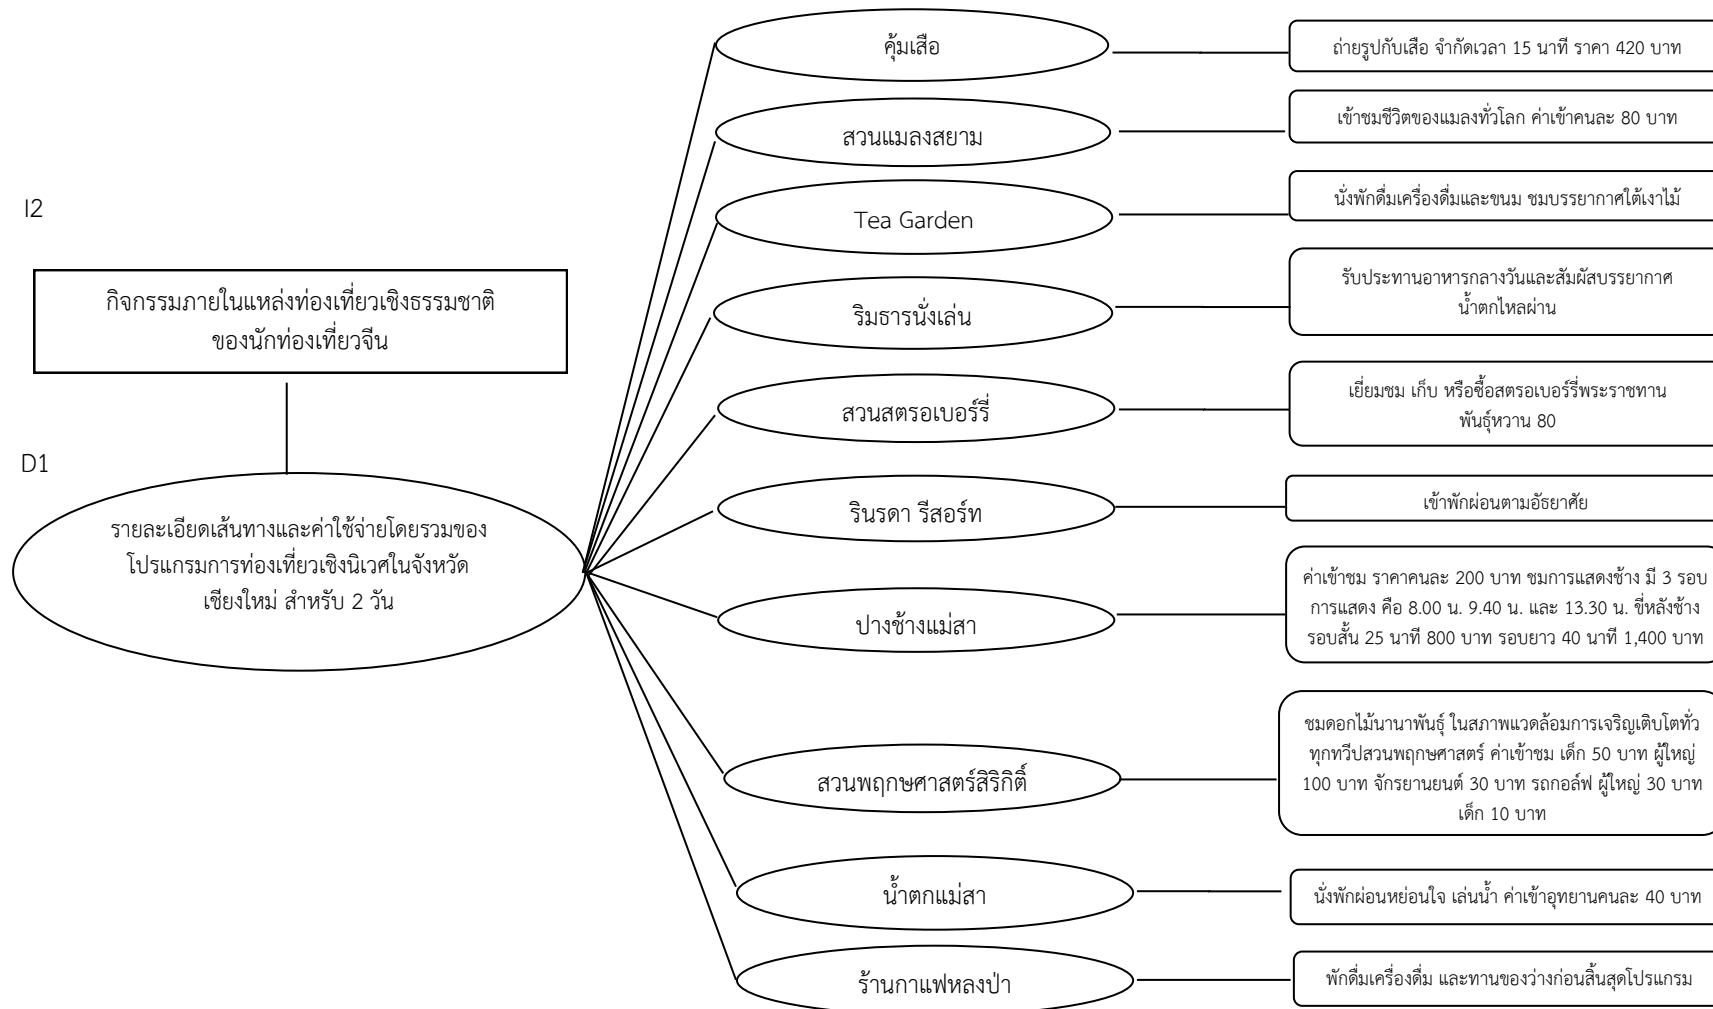 I2
กิจกรรมภายในแหล่งท่องเที่ยวเชิงธรรมชาติ
ของนักท่องเที่ยวจีน
D1
รายละเอียดเส้นทางและค่าใช้จ่ายโดยรวมของ
โปรแกรมการท่องเที่ยวเชิงนิเวศในจังหวัด
เชียงใหม่ สำหรับ 2 วัน
คุ้มเสือ
ถ่ายรูปกับเสือ จำกัดเวลา 15 นาที ราคา 420 บาท
สวนแมลงสยาม
เข้าชมชีวิตของแมลงทั่วโลก ค่าเข้าคนละ 80 บาท
Tea Garden
นั่งพักดื่มเครื่องดื่มและขนม ชมบรรยากาศใต้เงาไม้
ริมธารนั่งเล่น
รับประทานอาหารกลางวันและสัมผัสบรรยากาศ
น้ำตกไหลผ่าน
สวนสตรอเบอร์รี่
เยี่ยมชม เก็บ หรือซื้อสตรอเบอร์รี่พระราชทาน
พันธุ์หวาน 80
รินรดา รีสอร์ท
เข้าพักผ่อนตามอัธยาศัย
ปางช้างแม่สา
ค่าเข้าชม ราคาคนละ 200 บาท ชมการแสดงช้าง มี 3 รอบ
การแสดง คือ 8.00 น. 9.40 น. และ 13.30 น. ขี่หลังช้าง
รอบสั้น 25 นาที 800 บาท รอบยาว 40 นาที 1,400 บาท
สวนพฤกษศาสตร์สิริกิติ์
ชมดอกไม้นานาพันธุ์ ในสภาพแวดล้อมการเจริญเติบโตทั่ว
ทุกทวีปสวนพฤกษศาสตร์ ค่าเข้าชม เด็ก 50 บาท ผู้ใหญ่
100 บาท จักรยานยนต์ 30 บาท รถกอล์ฟ ผู้ใหญ่ 30 บาท
เด็ก 10 บาท
น้ำตกแม่สา
นั่งพักผ่อนหย่อนใจ เล่นน้ำ ค่าเข้าอุทยานคนละ 40 บาท
ร้านกาแฟหลงป่า
พักดื่มเครื่องดื่ม และทานของว่างก่อนสิ้นสุดโปรแกรม